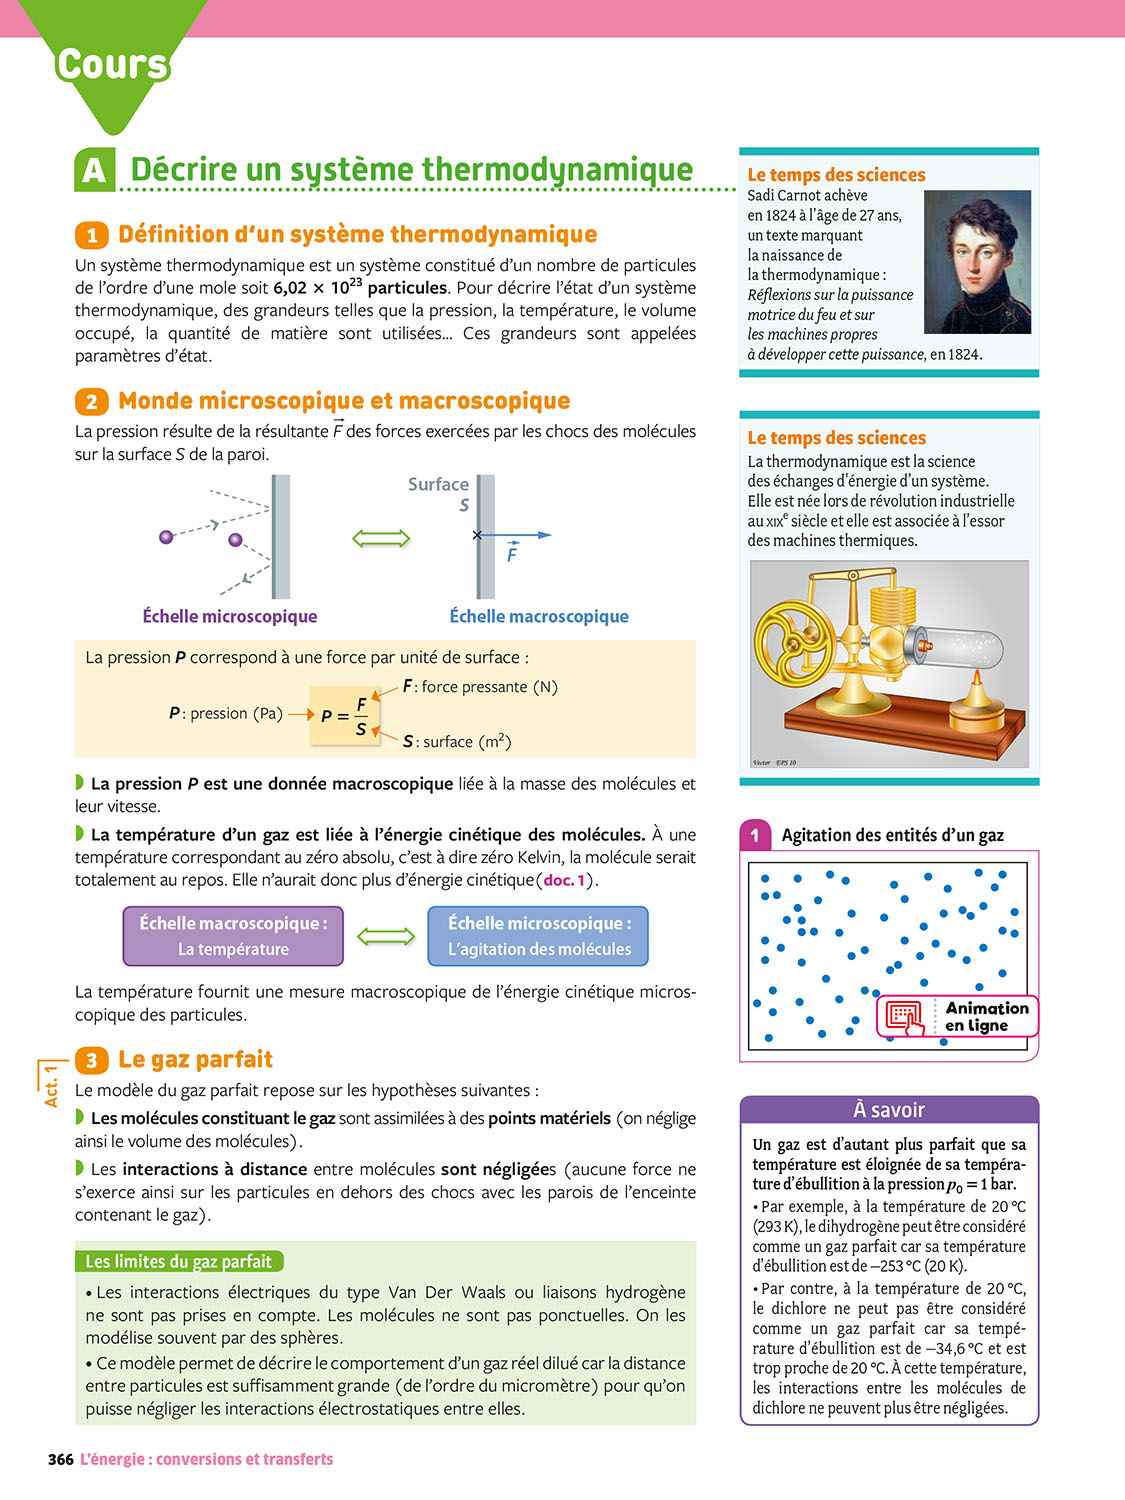 Cours
A Décrire un système thermodynamique
1 Définition d'un système thermodynamique
Un système thermodynamique est un système constitué d'un nombre de particules
de l'ordre d'une mole soit 6,02 × 10²³ particules. Pour décrire l'état d'un système
thermodynamique, des grandeurs telles que la pression, la température, le volume
occupé, la quantité de matière sont utilisées... Ces grandeurs sont appelées
paramètres d'état.
2 Monde microscopique et macroscopique
La pression résulte de la résultante F⃗ des forces exercées par les chocs des molécules
sur la surface S de la paroi.
Surface
S
F⃗
Échelle microscopique
Échelle macroscopique
La pression P correspond à une force par unité de surface :
F : force pressante (N)
P : pression (Pa)
P = F/S
S : surface (m²)
La pression P est une donnée macroscopique liée à la masse des molécules et
leur vitesse.
La température d'un gaz est liée à l'énergie cinétique des molécules. À une
température correspondant au zéro absolu, c'est à dire zéro Kelvin, la molécule serait
totalement au repos. Elle n'aurait donc plus d'énergie cinétique(doc. 1).
Échelle macroscopique :
La température
Échelle microscopique :
L'agitation des molécules
La température fournit une mesure macroscopique de l'énergie cinétique micros-
copique des particules.
Act. 1
3 Le gaz parfait
Le modèle du gaz parfait repose sur les hypothèses suivantes :
Les molécules constituant le gaz sont assimilées à des points matériels (on néglige
ainsi le volume des molécules).
Les interactions à distance entre molécules sont négligées (aucune force ne
s'exerce ainsi sur les particules en dehors des chocs avec les parois de l'enceinte
contenant le gaz).
Les limites du gaz parfait
• Les interactions électriques du type Van Der Waals ou liaisons hydrogène
ne sont pas prises en compte. Les molécules ne sont pas ponctuelles. On les
modélise souvent par des sphères.
• Ce modèle permet de décrire le comportement d'un gaz réel dilué car la distance
entre particules est suffisamment grande (de l'ordre du micromètre) pour qu'on
puisse négliger les interactions électrostatiques entre elles.
Le temps des sciences
Sadi Carnot achève
en 1824 à l'âge de 27 ans,
un texte marquant
la naissance de
la thermodynamique :
Réflexions sur la puissance
motrice du feu et sur
les machines propres
à développer cette puissance, en 1824.
Le temps des sciences
La thermodynamique est la science
des échanges d'énergie d'un système.
Elle est née lors de révolution industrielle
au XIXe siècle et elle est associée à l'essor
des machines thermiques.
Vector EPS 10
1 Agitation des entités d'un gaz
Animation
en ligne
À savoir
Un gaz est d'autant plus parfait que sa
température est éloignée de sa tempéra-
ture d'ébullition à la pression p₀ = 1 bar.
• Par exemple, à la température de 20 °C
(293 K), le dihydrogène peut être considéré
comme un gaz parfait car sa température
d'ébullition est de –253 °C (20 K).
• Par contre, à la température de 20 °C,
le dichlore ne peut pas être considéré
comme un gaz parfait car sa tempé-
rature d'ébullition est de –34,6 °C et est
trop proche de 20 °C. À cette température,
les interactions entre les molécules de
dichlore ne peuvent plus être négligées.
366 L'énergie : conversions et transferts